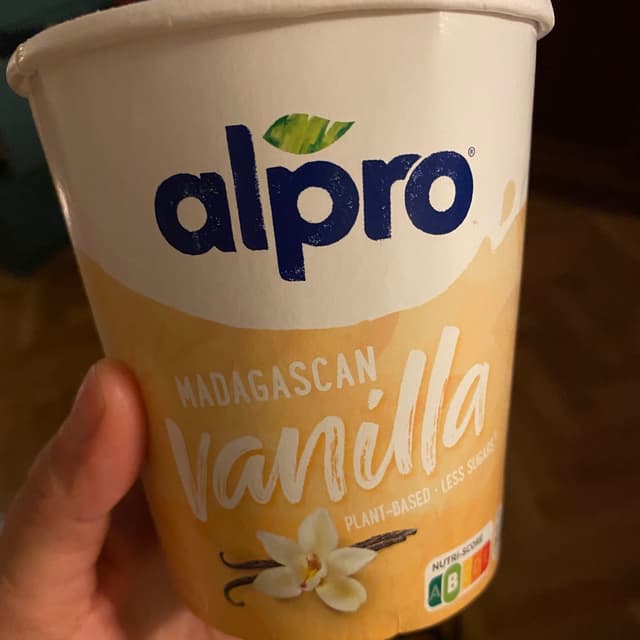 alpro®
MADAGASCAN
vanilla
PLANT-BASED · LESS SUGARS
NUTRI-SCORE
A B